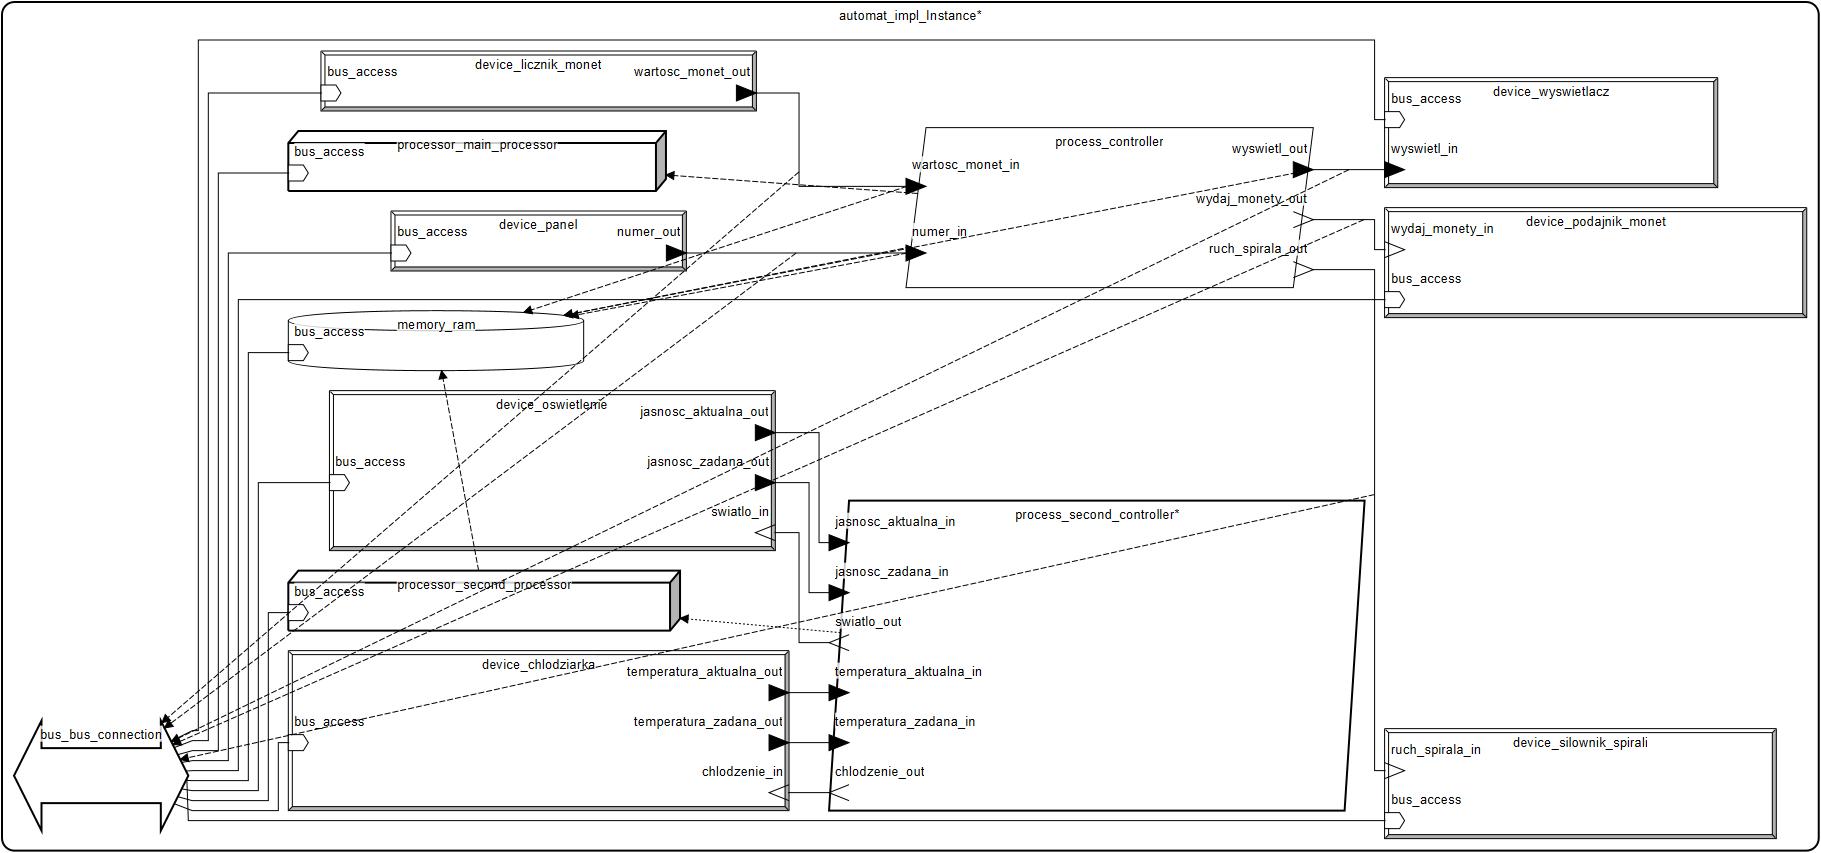 automat_impl_Instance*
device_licznik_monet
bus_access
wartosc_monet_out
processor_main_processor
bus_access
device_panel
bus_access
numer_out
memory_ram
bus_access
device_oswietlenie
jasnosc_aktualna_out
bus_access
jasnosc_zadana_out
swiatlo_in
processor_second_processor
bus_access
device_chlodziarka
temperatura_aktualna_out
bus_access
temperatura_zadana_out
chlodzenie_in
bus_bus_connection
process_controller
wartosc_monet_in
wyswietl_out
wydaj_monety_out
numer_in
ruch_spirala_out
process_second_controller*
jasnosc_aktualna_in
jasnosc_zadana_in
swiatlo_out
temperatura_aktualna_in
temperatura_zadana_in
chlodzenie_out
device_wyswietlacz
bus_access
wyswietl_in
device_podajnik_monet
wydaj_monety_in
bus_access
device_silownik_spirali
ruch_spirala_in
bus_access